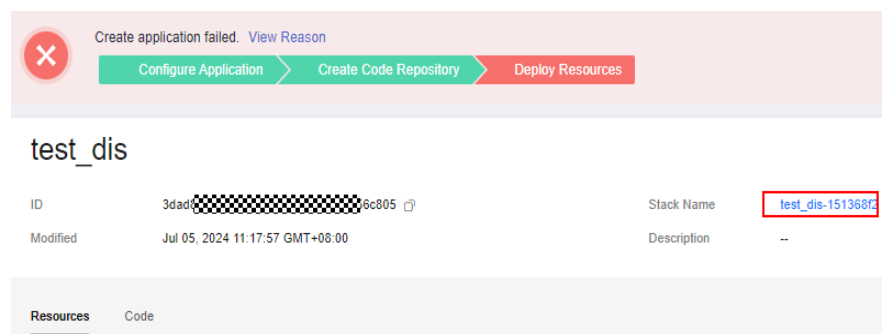 Create application failed. View Reason
Configure Application Create Code Repository Deploy Resources
test_dis
ID 3dad 6c805 Stack Name test_dis-151368f2
Modified Jul 05, 2024 11:17:57 GMT+08:00 Description --
Resources Code